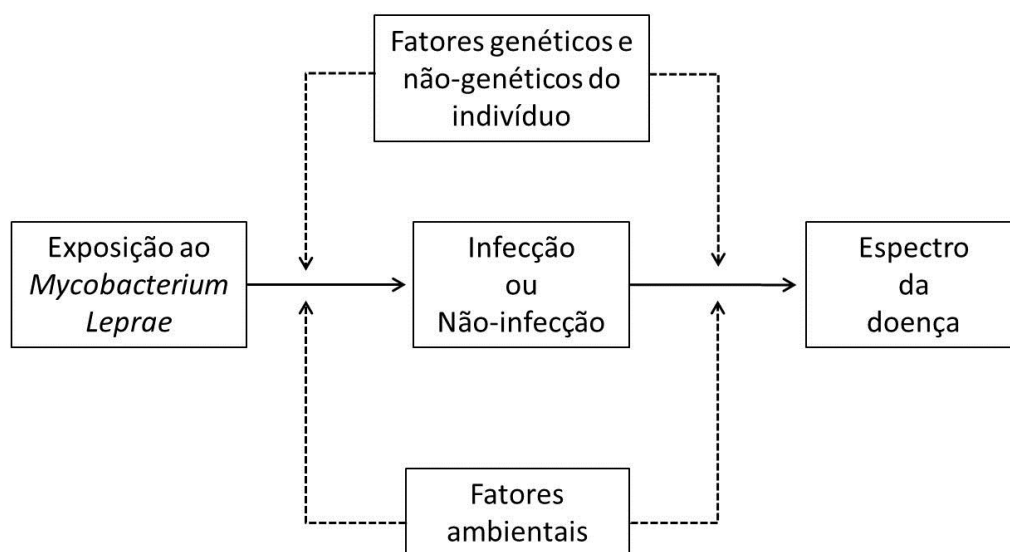 Fatores genéticos e
não-genéticos do
indivíduo
Exposição ao
Mycobacterium
Leprae
Infecção
ou
Não-infecção
Espectro
da
doença
Fatores
ambientais